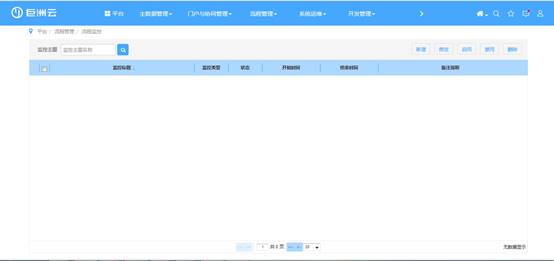 巨洲云 平台 主数据管理 门户与协同管理 流程管理 系统运维 开发管理
平台 / 流程管理 / 流程监控
监控主题 监控主题名称 新增 修改 启用 禁用 删除
监控标题 监控类型 状态 开始时间 结束时间 备注说明
1 共 0 页 无数据显示